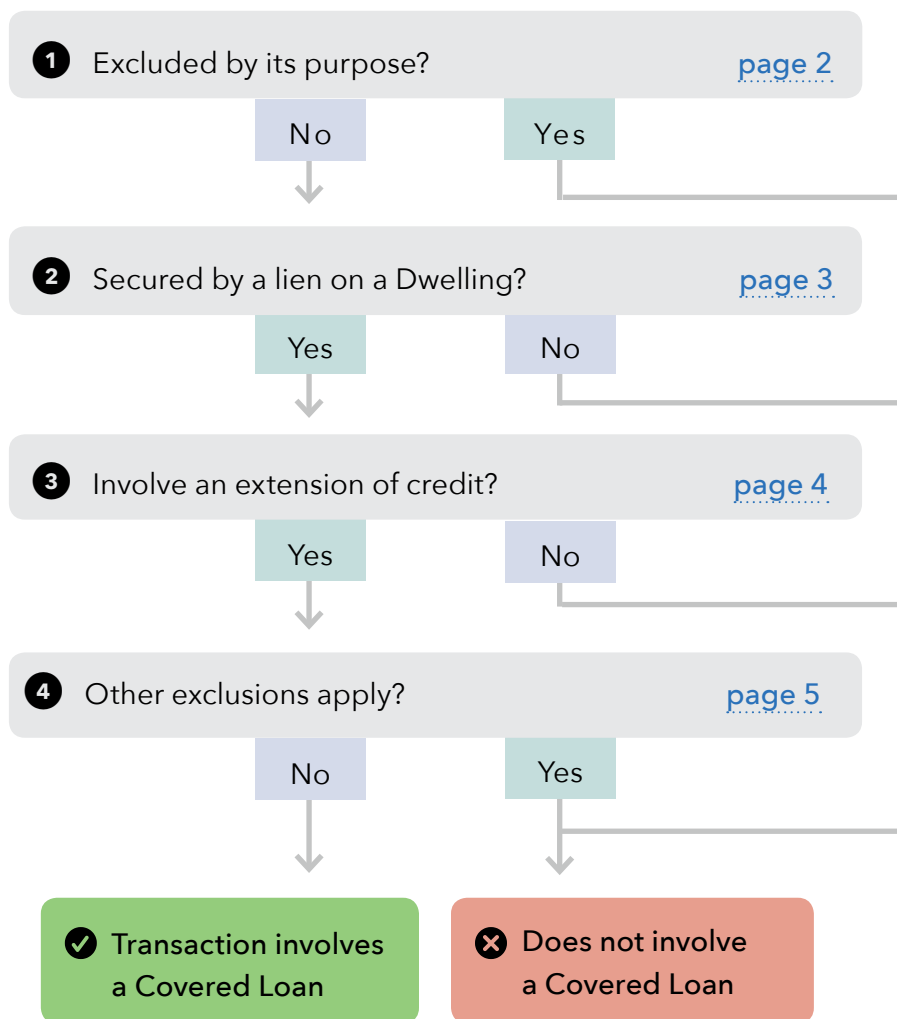 1 Excluded by its purpose? page 2
No Yes
2 Secured by a lien on a Dwelling? page 3
Yes No
3 Involve an extension of credit? page 4
Yes No
4 Other exclusions apply? page 5
No Yes
Transaction involves
a Covered Loan
Does not involve
a Covered Loan